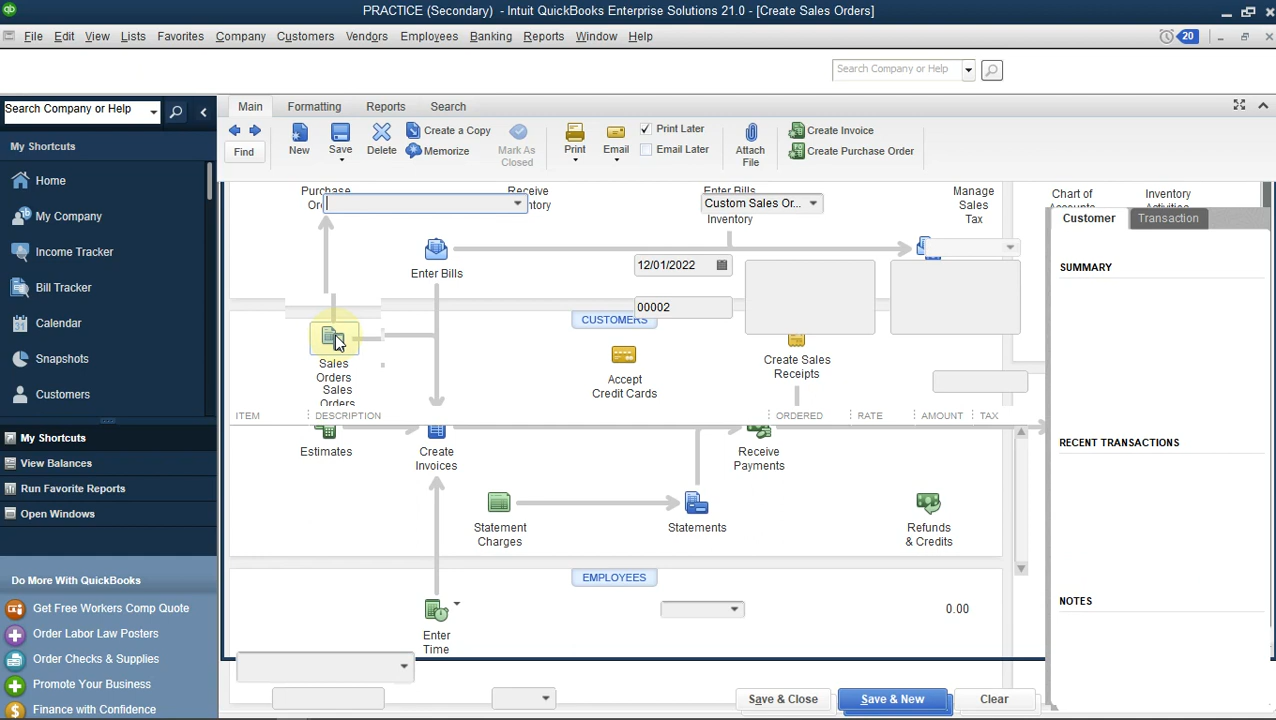 PRACTICE (Secondary) - Intuit QuickBooks Enterprise Solutions 21.0 - [Create Sales Orders]
File Edit View Lists Favorites Company Customers Vendors Employees Banking Reports Window Help
20
Search Company or Help
Search Company or Help
Main Formatting Reports Search
Find
New
Save
Delete
Create a Copy
Memorize
Mark As
Closed
Print
Email
Print Later
Email Later
Attach
File
Create Invoice
Create Purchase Order
My Shortcuts
Home
My Company
Income Tracker
Bill Tracker
Calendar
Snapshots
Customers
My Shortcuts
View Balances
Run Favorite Reports
Open Windows
Do More With QuickBooks
Get Free Workers Comp Quote
Order Labor Law Posters
Order Checks & Supplies
Promote Your Business
Finance with Confidence
Purchase
Receive
Enter Bills
Inventory
Custom Sales Or...
Manage
Sales
Tax
Chart of
Inventory
Enter Bills
12/01/2022
00002
CUSTOMERS
Sales
Orders
Sales
Orders
Accept
Credit Cards
Create Sales
Receipts
ITEM DESCRIPTION ORDERED RATE AMOUNT TAX
Estimates
Create
Invoices
Receive
Payments
Statement
Charges
Statements
Refunds
& Credits
EMPLOYEES
Enter
Time
0.00
Save & Close
Save & New
Clear
Customer Transaction
SUMMARY
RECENT TRANSACTIONS
NOTES